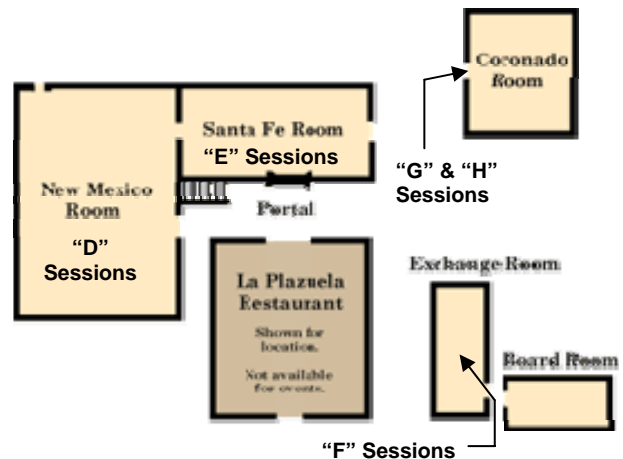 Coronado
Room
Santa Fe Room
“E” Sessions
“G” & “H”
Sessions
New Mexico
Room
“D”
Sessions
Portal
La Plazuela
Restaurant
Shown for
location.
Not available
for events.
Exchange Room
Board Room
“F” Sessions